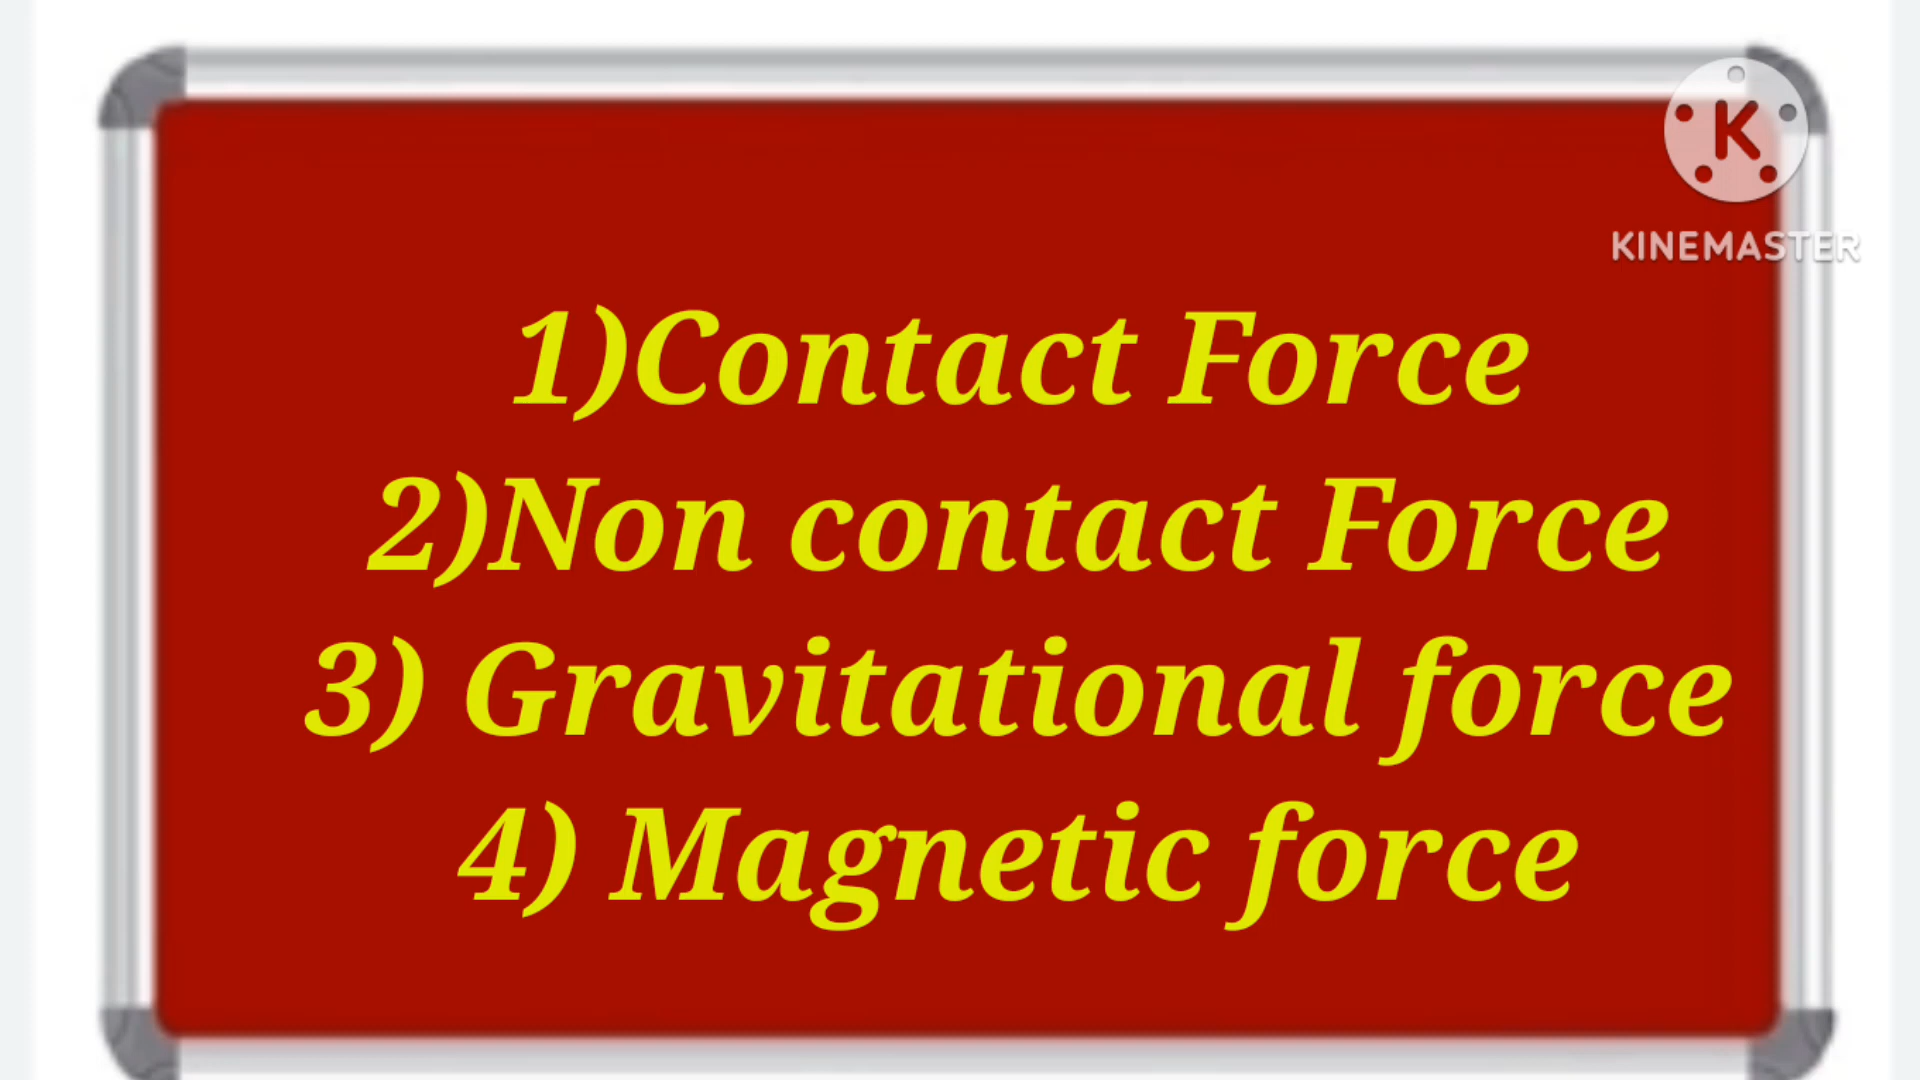 K
KINEMASTER
1)Contact Force
2)Non contact Force
3) Gravitational force
4) Magnetic force